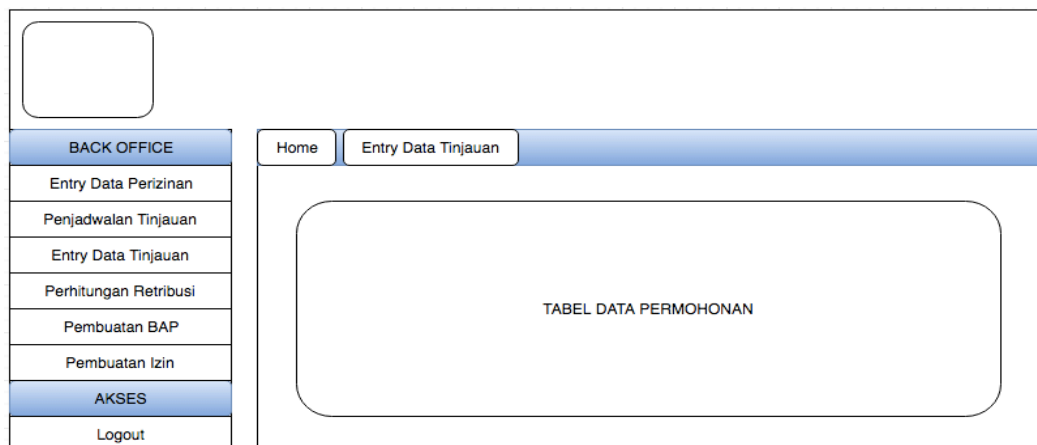 BACK OFFICE
Entry Data Perizinan
Penjadwalan Tinjauan
Entry Data Tinjauan
Perhitungan Retribusi
Pembuatan BAP
Pembuatan Izin
AKSES
Logout
Home
Entry Data Tinjauan
TABEL DATA PERMOHONAN